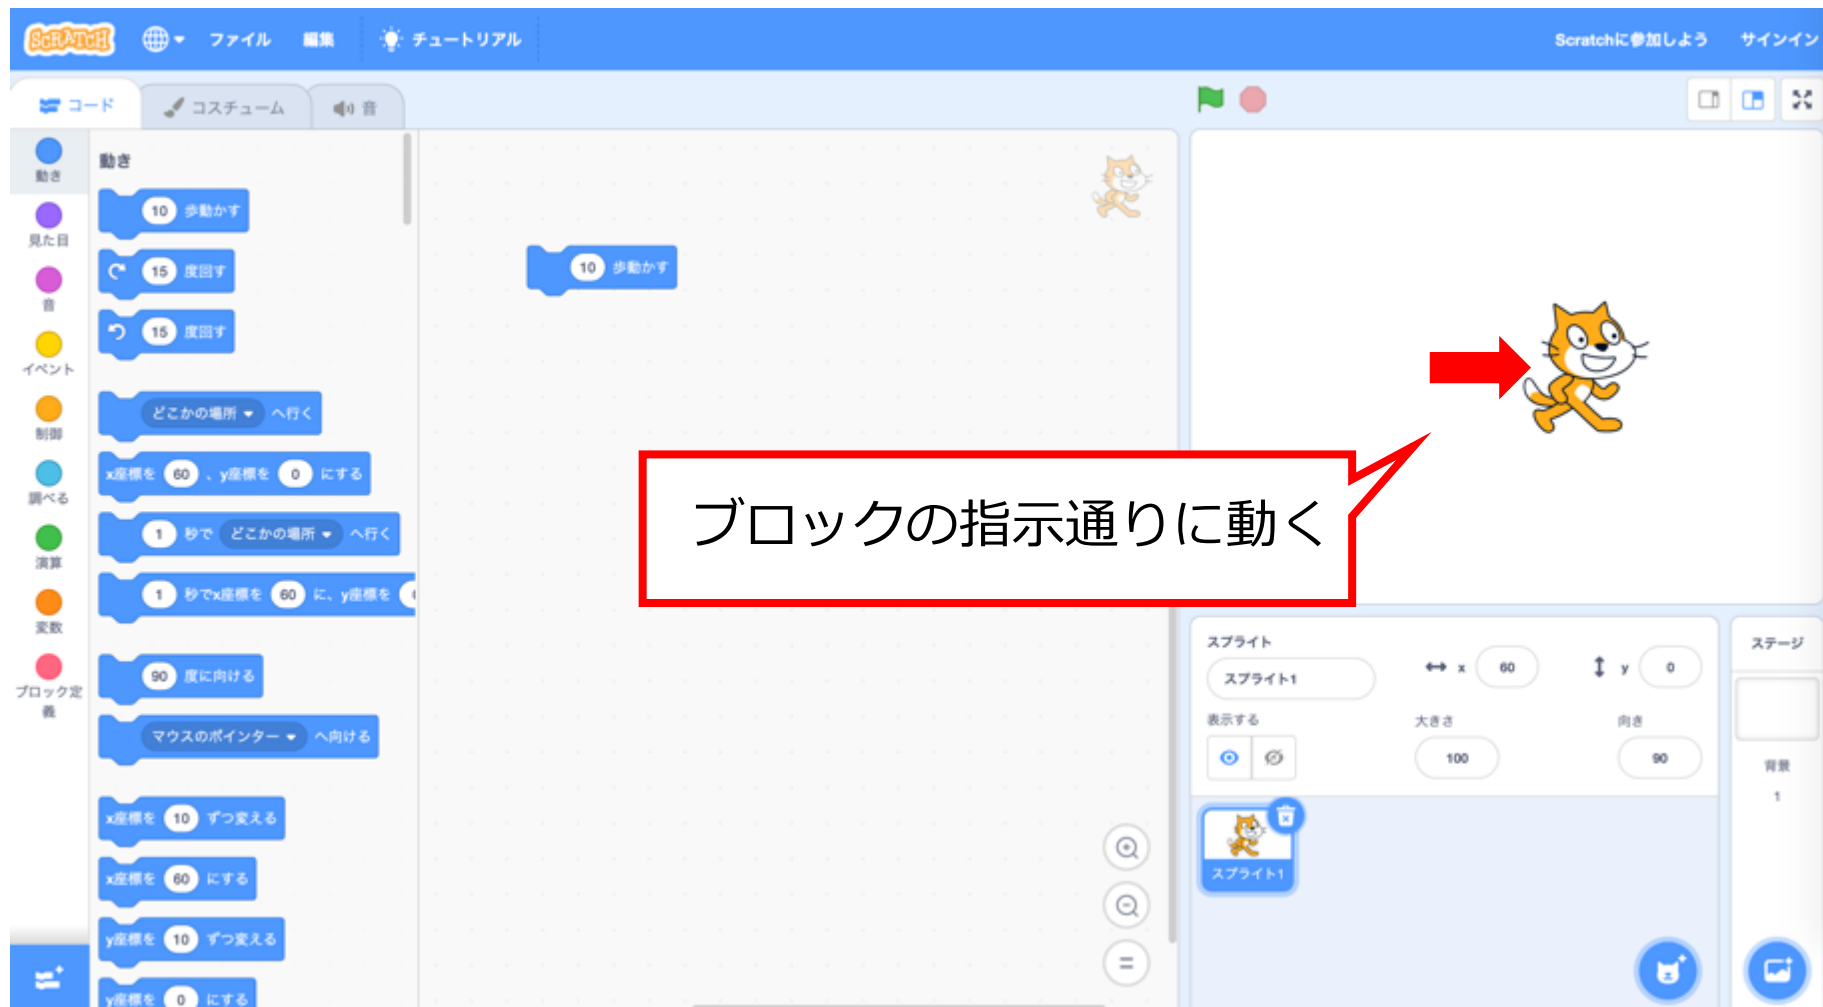 SCRATCH
ファイル
編集
チュートリアル
Scratchに参加しよう
サインイン
コード
コスチューム
音
動き
見た目
音
イベント
制御
調べる
演算
変数
ブロック定
義
動き
10 歩動かす
15 度回す
15 度回す
どこかの場所 へ行く
x座標を 60 、y座標を 0 にする
1 秒で どこかの場所 へ行く
1 秒でx座標を 60 に、y座標を
90 度に向ける
マウスのポインター へ向ける
x座標を 10 ずつ変える
x座標を 60 にする
y座標を 10 ずつ変える
y座標を 0 にする
10 歩動かす
ブロックの指示通りに動く
スプライト
スプライト1
x 60
y 0
表示する
大きさ
100
向き
90
スプライト1
ステージ
背景
1